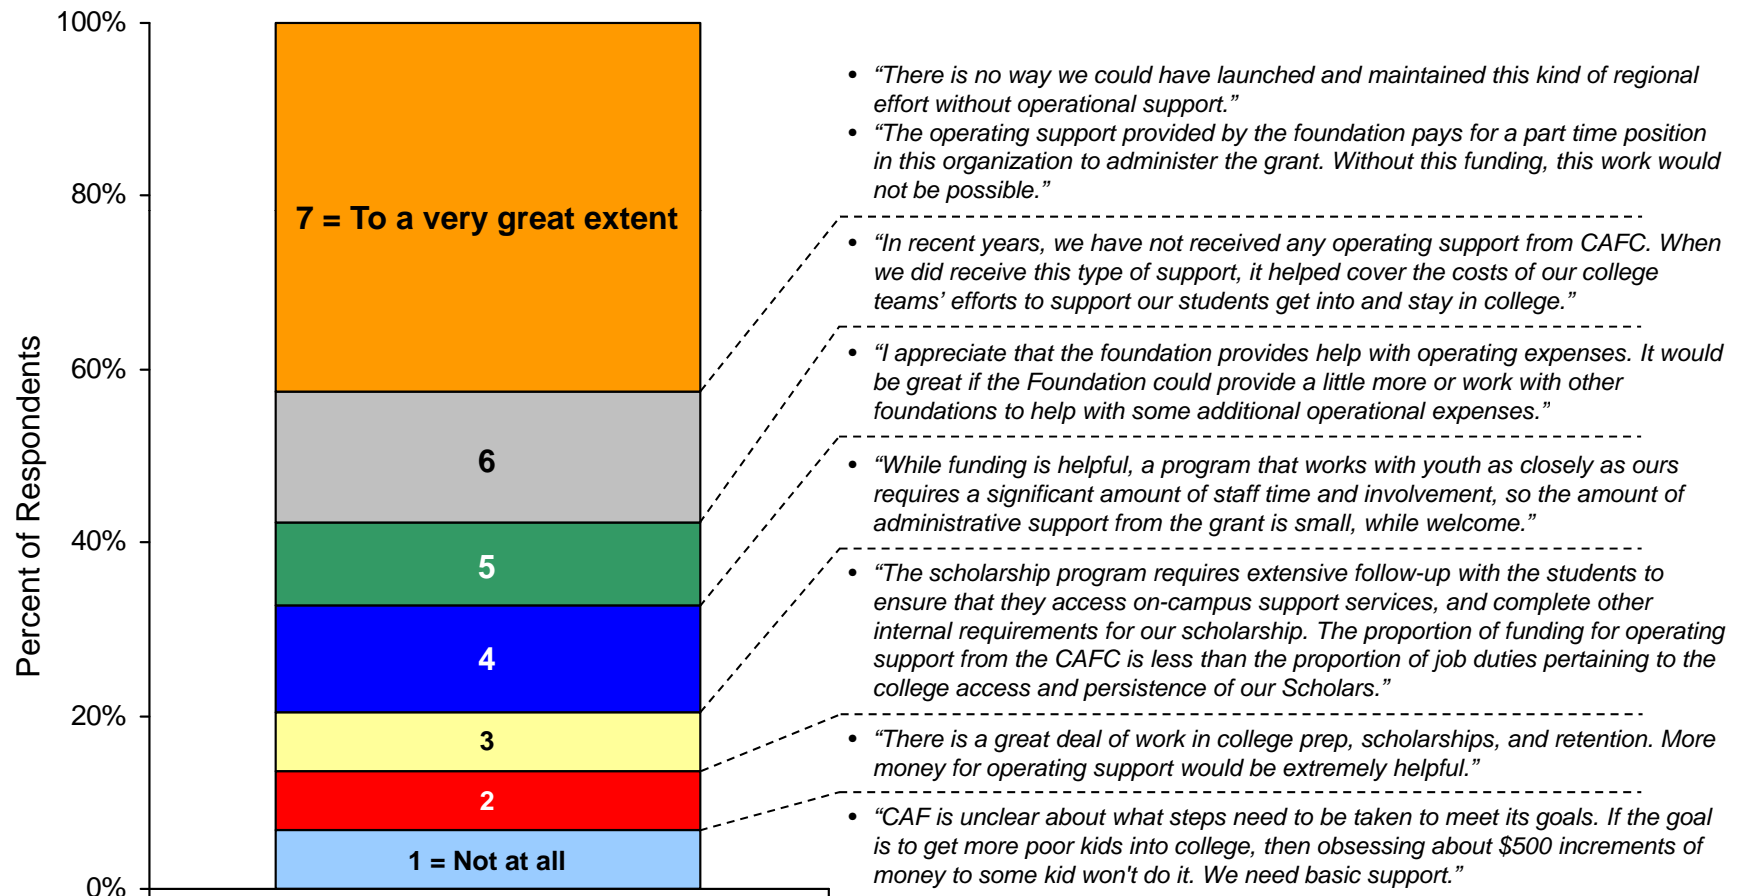 100%
80%
60%
40%
20%
0%
Percent of Respondents
7 = To a very great extent
6
5
4
3
2
1 = Not at all
• “There is no way we could have launched and maintained this kind of regional
effort without operational support.”
• “The operating support provided by the foundation pays for a part time position
in this organization to administer the grant. Without this funding, this work would
not be possible.”
• “In recent years, we have not received any operating support from CAFC. When
we did receive this type of support, it helped cover the costs of our college
teams’ efforts to support our students get into and stay in college.”
• “I appreciate that the foundation provides help with operating expenses. It would
be great if the Foundation could provide a little more or work with other
foundations to help with some additional operational expenses.”
• “While funding is helpful, a program that works with youth as closely as ours
requires a significant amount of staff time and involvement, so the amount of
administrative support from the grant is small, while welcome.”
• “The scholarship program requires extensive follow-up with the students to
ensure that they access on-campus support services, and complete other
internal requirements for our scholarship. The proportion of funding for operating
support from the CAFC is less than the proportion of job duties pertaining to the
college access and persistence of our Scholars.”
• “There is a great deal of work in college prep, scholarships, and retention. More
money for operating support would be extremely helpful.”
• “CAF is unclear about what steps need to be taken to meet its goals. If the goal
is to get more poor kids into college, then obsessing about $500 increments of
money to some kid won't do it. We need basic support.”